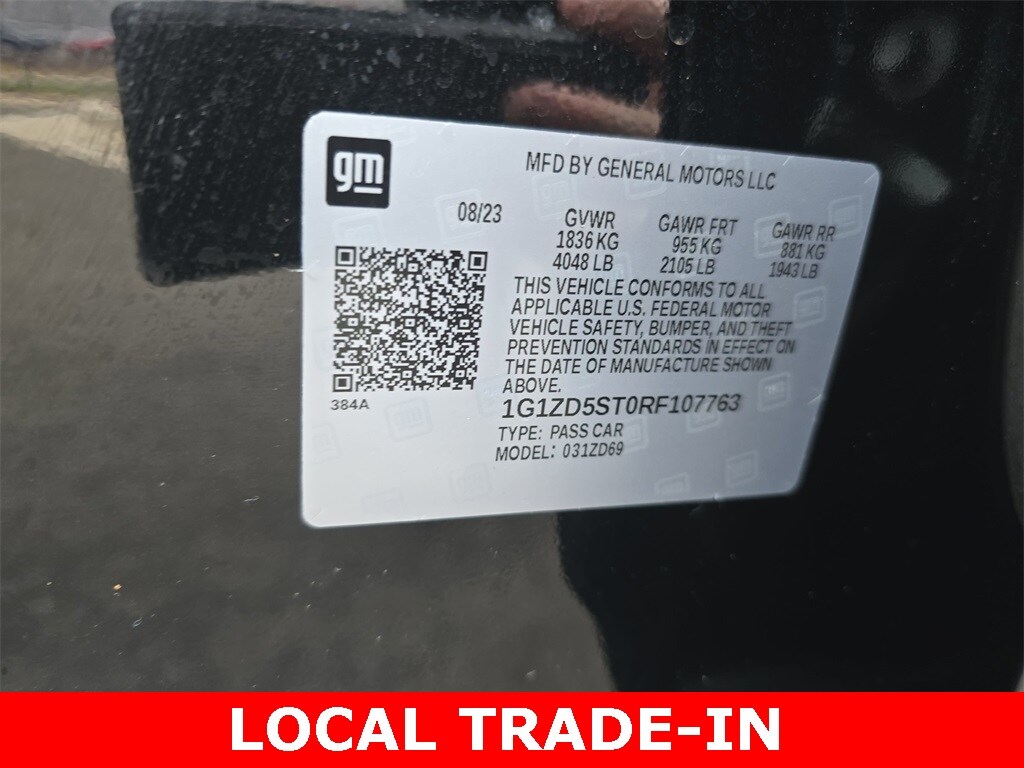 gm
MFD BY GENERAL MOTORS LLC
08/23 GVWR GAWR FRT GAWR RR
1836 KG 955 KG 881 KG
4048 LB 2105 LB 1943 LB
THIS VEHICLE CONFORMS TO ALL
APPLICABLE U.S. FEDERAL MOTOR
VEHICLE SAFETY, BUMPER, AND THEFT
PREVENTION STANDARDS IN EFFECT ON
THE DATE OF MANUFACTURE SHOWN
ABOVE.
384A
1G1ZD5ST0RF107763
TYPE: PASS CAR
MODEL: 031ZD69
LOCAL TRADE-IN